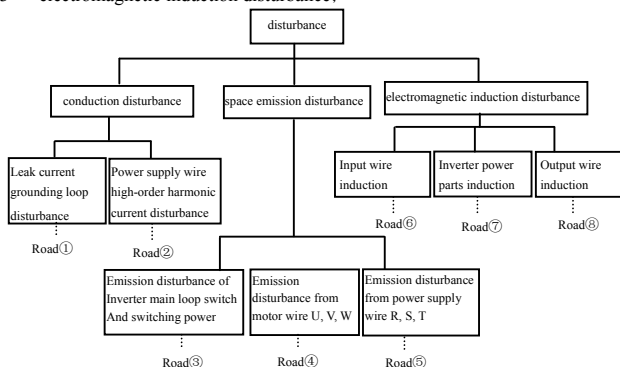 electromagnetic induction disturbance;
disturbance
conduction disturbance
space emission disturbance
electromagnetic induction disturbance
Leak current
grounding loop
disturbance
Power supply wire
high-order harmonic
current disturbance
Input wire
induction
Inverter power
parts induction
Output wire
induction
Road①
Road②
Road⑥
Road⑦
Road⑧
Emission disturbance of
Inverter main loop switch
And switching power
Emission
disturbance from
motor wire U, V, W
Emission disturbance
from power supply
wire R, S, T
Road③
Road④
Road⑤